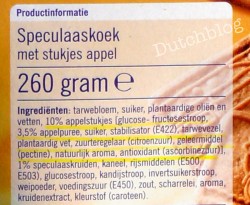 Productinformatie
Dutchblog
Speculaaskoek
met stukjes appel
260 gram ℮
Ingrediënten: tarwebloem, suiker, plantaardige oliën en
vetten, 10% appelstukjes (glucose- fructosestroop,
3,5% appelpuree, suiker, stabilisator (E422), tarwevezel,
plantaardig vet, zuurteregelaar (citroenzuur), geleermiddel
(pectine), natuurlijk aroma, antioxidant (ascorbinezuur)),
1% speculaaskruiden, kaneel, rijsmiddelen (E500,
E503), glucosestroop, kandijstroop, invertsuikerstroop,
weipoeder, voedingszuur (E450), zout, scharrelei, aroma,
kruidenextract, kleurstof (caroteen).